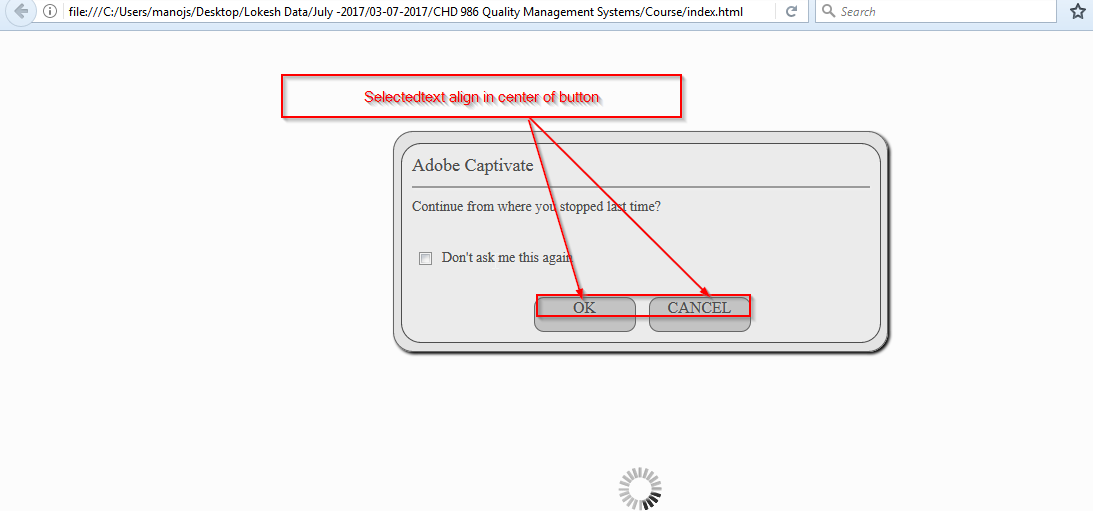 file:///C:/Users/manojs/Desktop/Lokesh Data/July -2017/03-07-2017/CHD 986 Quality Management Systems/Course/index.html
Search
Selectedtext align in center of button
Adobe Captivate
Continue from where you stopped last time?
Don't ask me this again
OK CANCEL